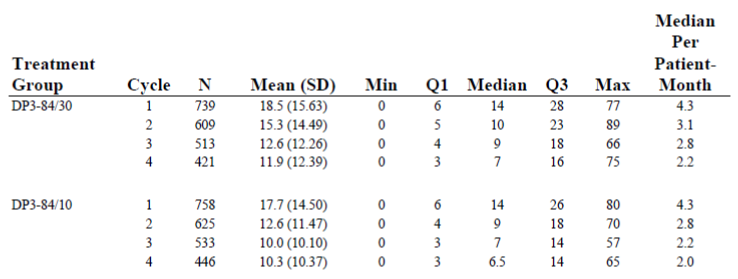 Median
Per
Treatment Patient-
Group Cycle N Mean (SD) Min Q1 Median Q3 Max Month
DP3-84/30 1 739 18.5 (15.63) 0 6 14 28 77 4.3
2 609 15.3 (14.49) 0 5 10 23 89 3.1
3 513 12.6 (12.26) 0 4 9 18 66 2.8
4 421 11.9 (12.39) 0 3 7 16 75 2.2
DP3-84/10 1 758 17.7 (14.50) 0 6 14 26 80 4.3
2 625 12.6 (11.47) 0 4 9 18 70 2.8
3 533 10.0 (10.10) 0 3 7 14 57 2.2
4 446 10.3 (10.37) 0 3 6.5 14 65 2.0